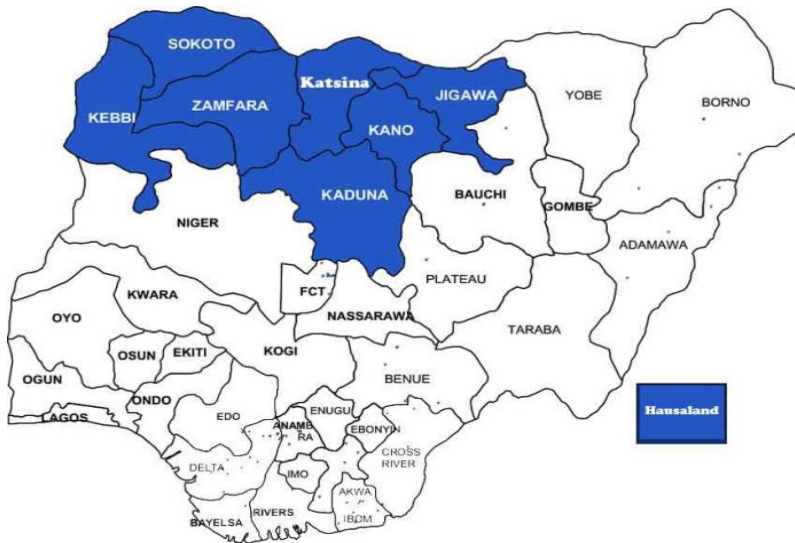 SOKOTO
Katsina
YOBE
BORNO
KEBBI
ZAMFARA
JIGAWA
KANO
KADUNA
BAUCHI
GOMBE
NIGER
ADAMAWA
FCT
PLATEAU
KWARA
NASSARAWA
TARABA
OYO
OSUN
EKITI
KOGI
OGUN
BENUE
ONDO
LAGOS
EDO
ENUGU
ANAMB
RA
EBONYIN
Hausaland
DELTA
IMO
CROSS
RIVER
AKWA
IBOM
BAYELSA
RIVERS